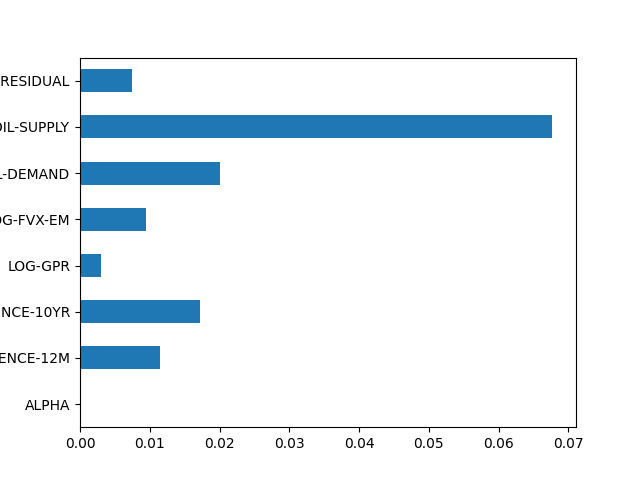 RESIDUAL
OIL-SUPPLY
L-DEMAND
OG-FVX-EM
LOG-GPR
NCE-10YR
ENCE-12M
ALPHA
0.00 0.01 0.02 0.03 0.04 0.05 0.06 0.07